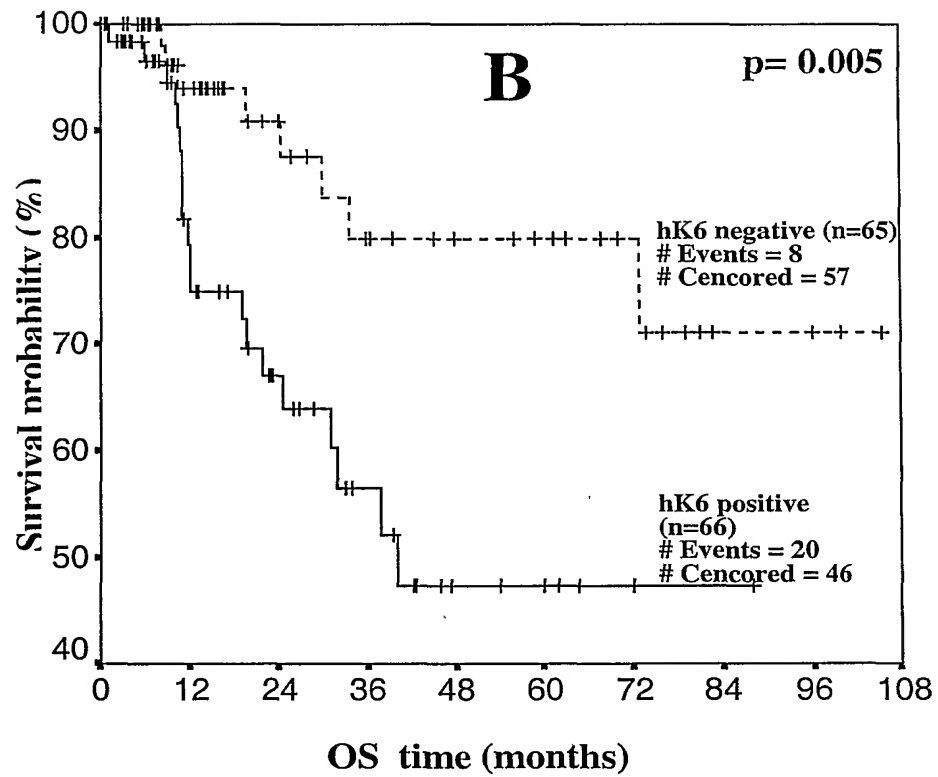 100
90
80
70
60
50
40
Survival probability (%)
B
p= 0.005
hK6 negative (n=65)
# Events = 8
# Cencored = 57
hK6 positive
(n=66)
# Events = 20
# Cencored = 46
0 12 24 36 48 60 72 84 96 108
OS time (months)